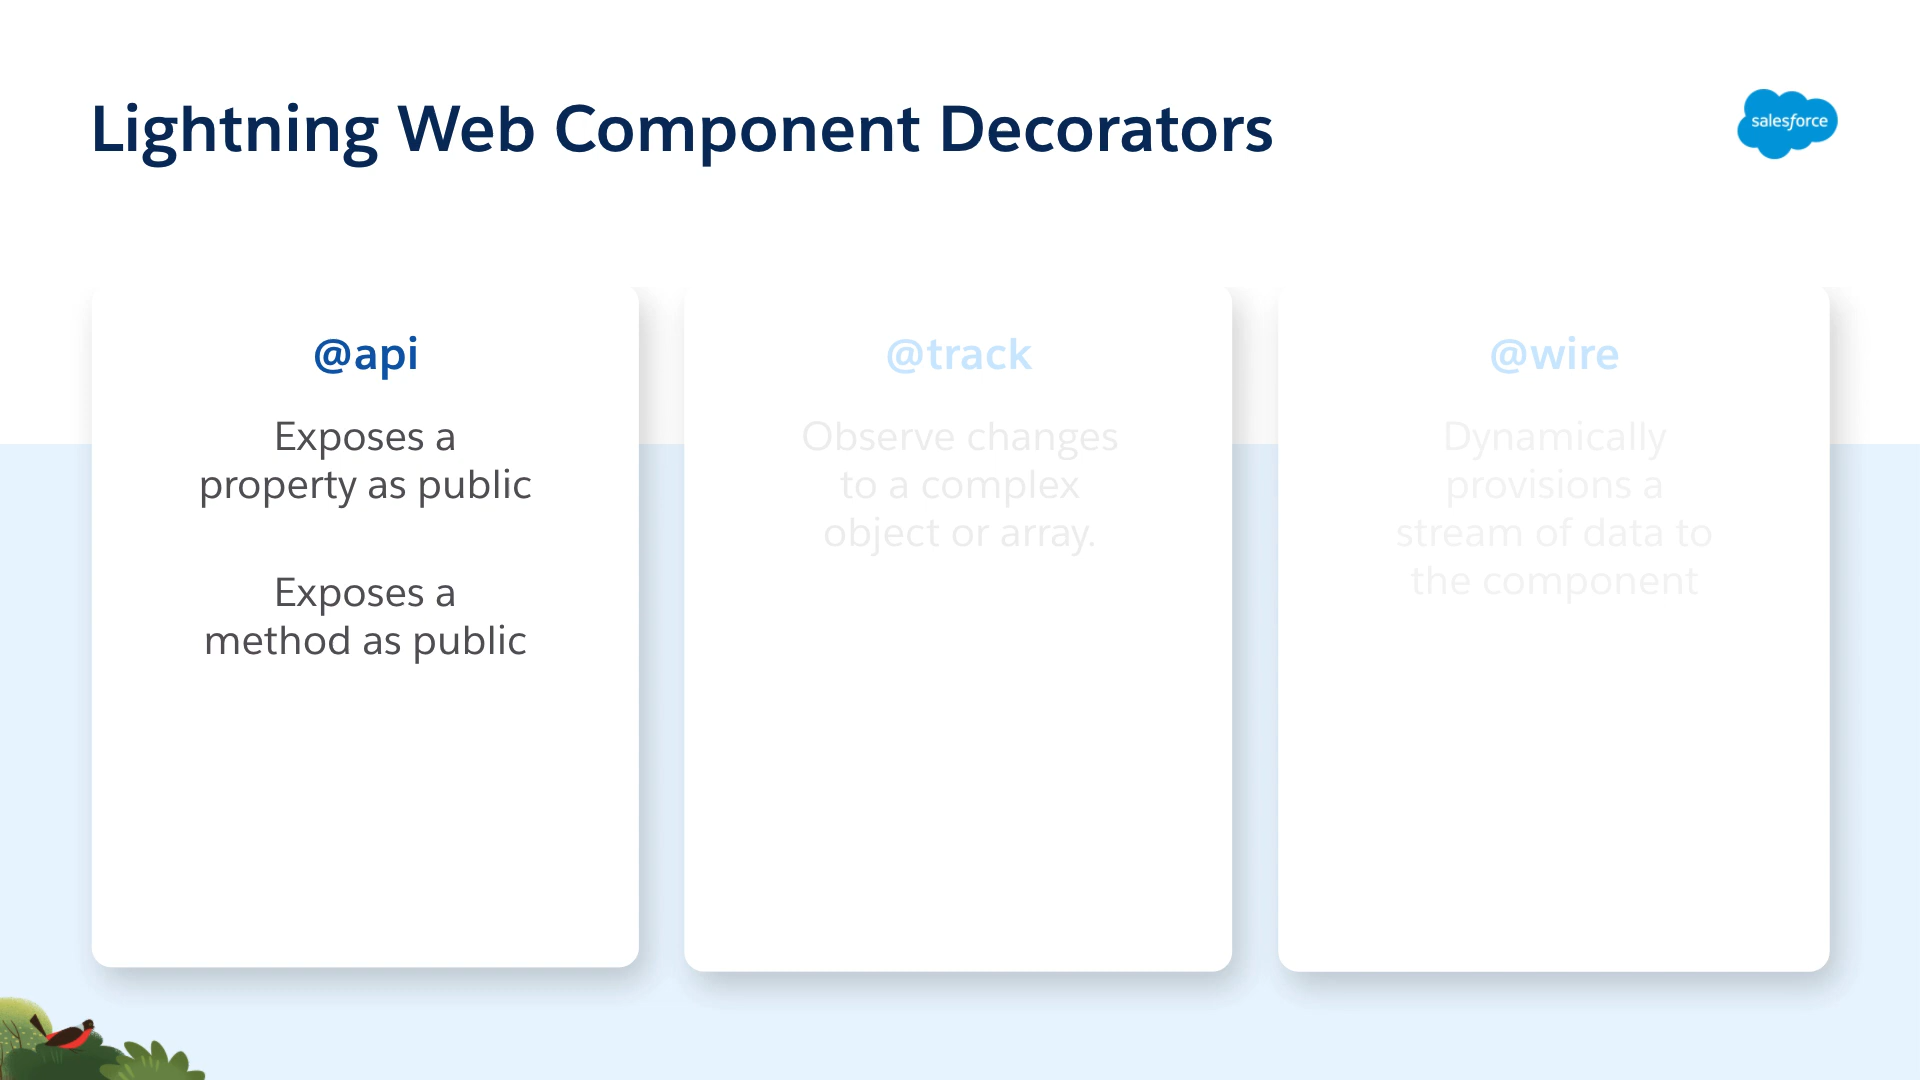 Lightning Web Component Decorators
salesforce
@api
Exposes a
property as public
Exposes a
method as public
@track
Observe changes
to a complex
object or array.
@wire
Dynamically
provisions a
stream of data to
the component